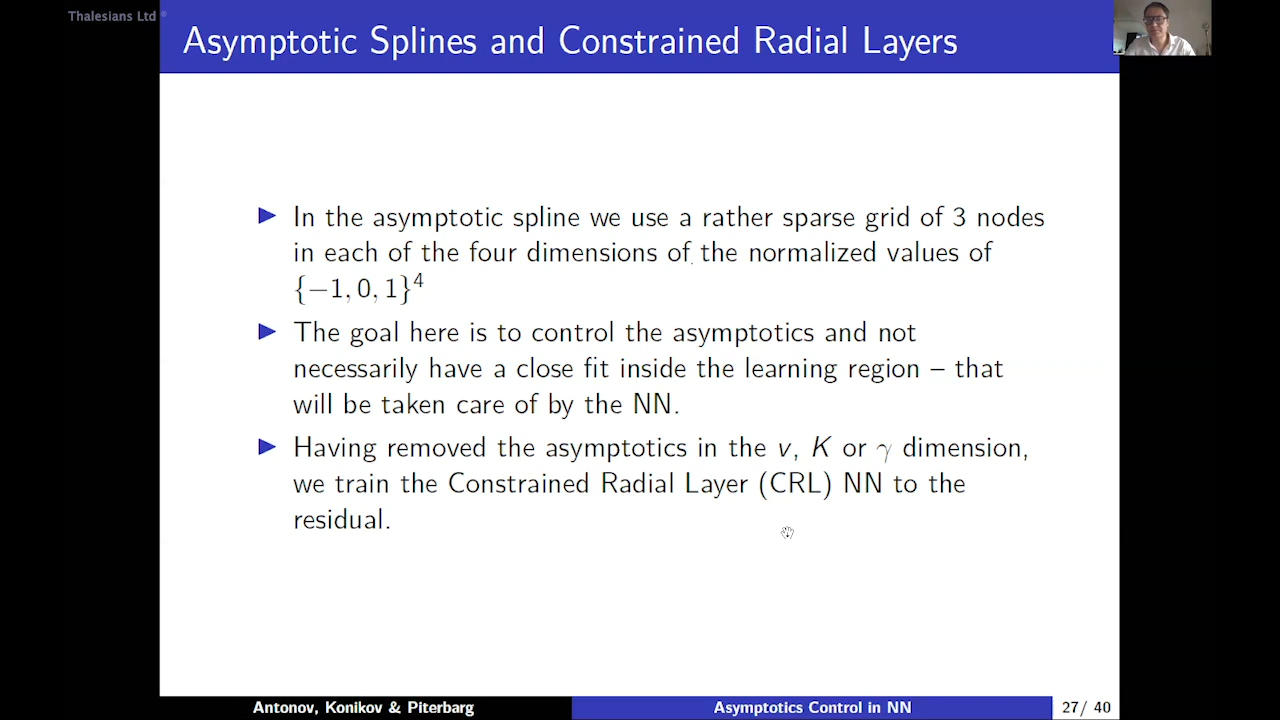 Thalesians Ltd ®
Asymptotic Splines and Constrained Radial Layers
In the asymptotic spline we use a rather sparse grid of 3 nodes
in each of the four dimensions of the normalized values of
{−1, 0, 1}⁴
The goal here is to control the asymptotics and not
necessarily have a close fit inside the learning region – that
will be taken care of by the NN.
Having removed the asymptotics in the v, K or γ dimension,
we train the Constrained Radial Layer (CRL) NN to the
residual.
Antonov, Konikov & Piterbarg
Asymptotics Control in NN
27/ 40